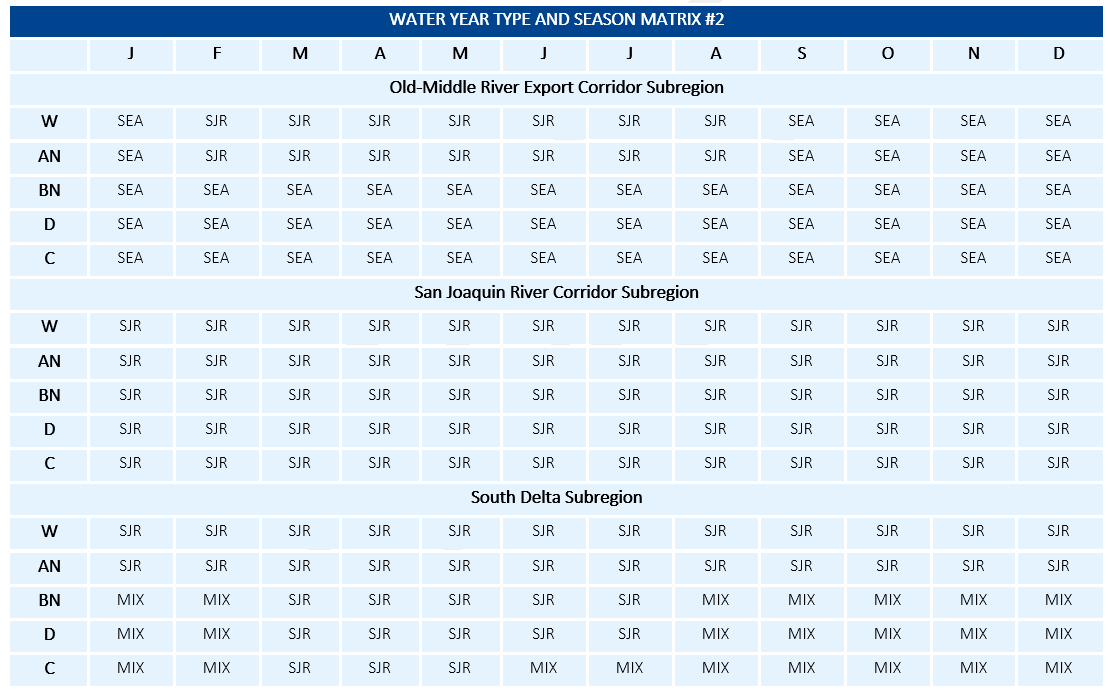 WATER YEAR TYPE AND SEASON MATRIX #2
J F M A M J J A S O N D
Old-Middle River Export Corridor Subregion
W SEA SJR SJR SJR SJR SJR SJR SJR SEA SEA SEA SEA
AN SEA SJR SJR SJR SJR SJR SJR SJR SEA SEA SEA SEA
BN SEA SEA SEA SEA SEA SEA SEA SEA SEA SEA SEA SEA
D SEA SEA SEA SEA SEA SEA SEA SEA SEA SEA SEA SEA
C SEA SEA SEA SEA SEA SEA SEA SEA SEA SEA SEA SEA
San Joaquin River Corridor Subregion
W SJR SJR SJR SJR SJR SJR SJR SJR SJR SJR SJR SJR
AN SJR SJR SJR SJR SJR SJR SJR SJR SJR SJR SJR SJR
BN SJR SJR SJR SJR SJR SJR SJR SJR SJR SJR SJR SJR
D SJR SJR SJR SJR SJR SJR SJR SJR SJR SJR SJR SJR
C SJR SJR SJR SJR SJR SJR SJR SJR SJR SJR SJR SJR
South Delta Subregion
W SJR SJR SJR SJR SJR SJR SJR SJR SJR SJR SJR SJR
AN SJR SJR SJR SJR SJR SJR SJR SJR SJR SJR SJR SJR
BN MIX MIX SJR SJR SJR SJR SJR MIX MIX MIX MIX MIX
D MIX MIX SJR SJR SJR SJR SJR MIX MIX MIX MIX MIX
C MIX MIX SJR SJR SJR MIX MIX MIX MIX MIX MIX MIX